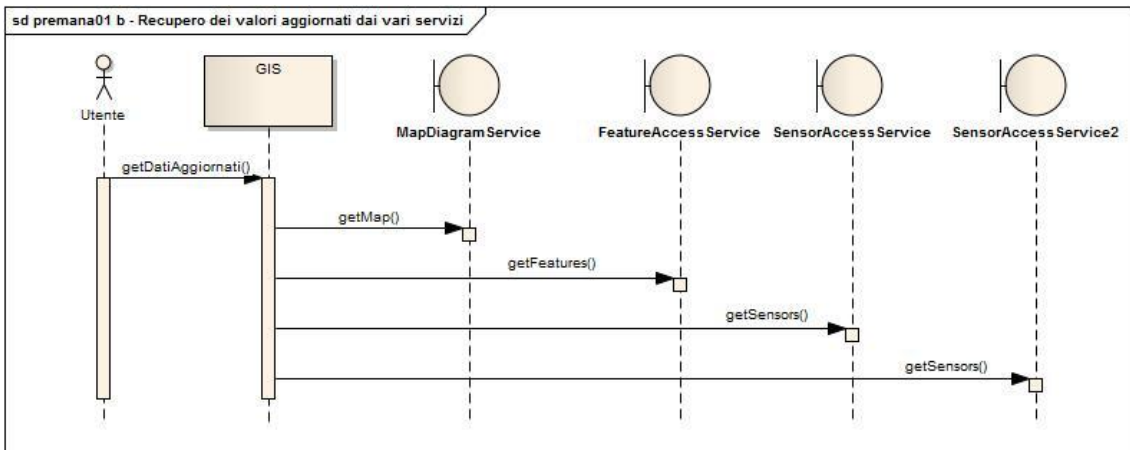 sd premana01 b - Recupero dei valori aggiornati dai vari servizi
GIS
Utente
MapDiagramService
FeatureAccessService
SensorAccessService
SensorAccessService2
getDatiAggiornati()
getMap()
getFeatures()
getSensors()
getSensors()